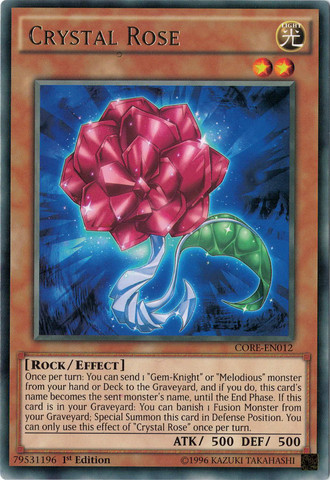 CRYSTAL ROSE
LIGHT
光
CORE-EN012
[ROCK/EFFECT]
Once per turn: You can send 1 "Gem-Knight" or "Melodious" monster
from your hand or Deck to the Graveyard, and if you do, this card's
name becomes the sent monster's name, until the End Phase. If this
card is in your Graveyard: You can banish 1 Fusion Monster from
your Graveyard; Special Summon this card in Defense Position. You
can only use this effect of "Crystal Rose" once per turn.
ATK/ 500 DEF/ 500
79531196 1st Edition ©1996 KAZUKI TAKAHASHI